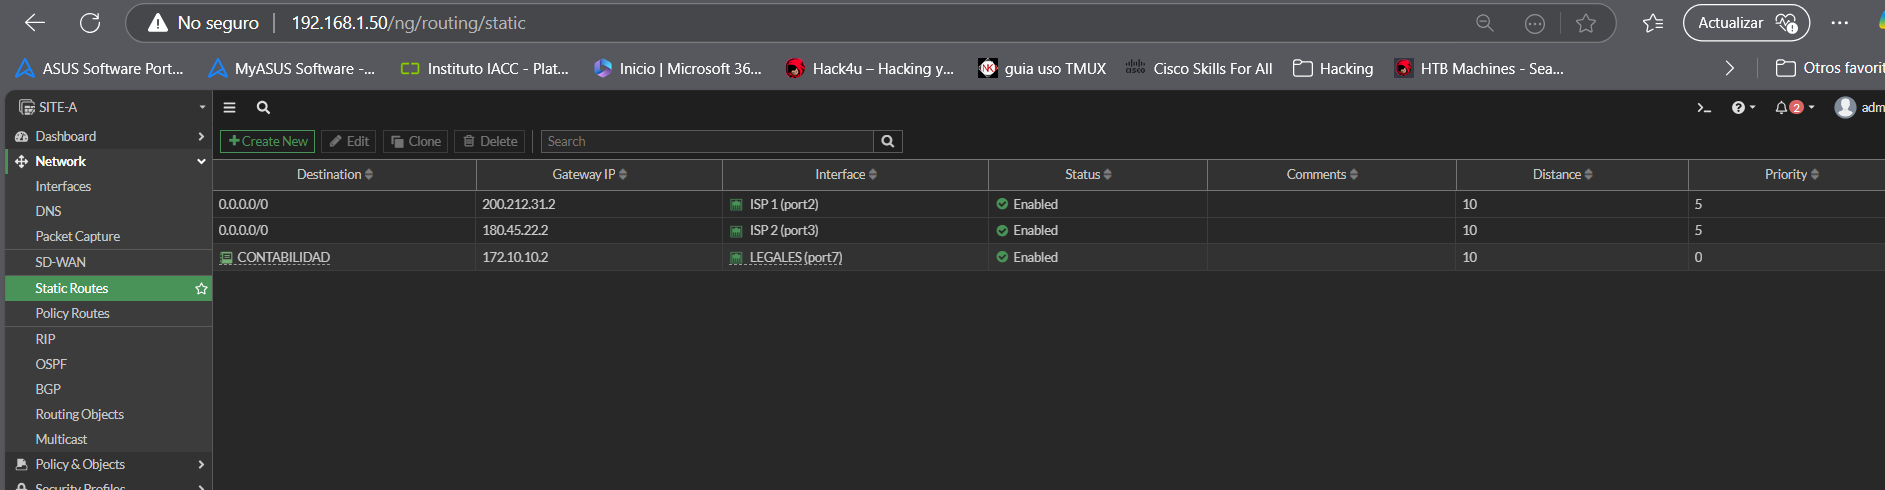 No seguro 192.168.1.50/ng/routing/static Actualizar
ASUS Software Port... MyASUS Software -... Instituto IACC - Plat... Inicio | Microsoft 36... Hack4u – Hacking y... guia uso TMUX Cisco Skills For All Hacking HTB Machines - Sea... Otros favorit
SITE-A
Dashboard
Network
Interfaces
DNS
Packet Capture
SD-WAN
Static Routes
Policy Routes
RIP
OSPF
BGP
Routing Objects
Multicast
Policy & Objects
Security Profiles
2 adm
Create New Edit Clone Delete Search
Destination Gateway IP Interface Status Comments Distance Priority
0.0.0.0/0 200.212.31.2 ISP 1 (port2) Enabled 10 5
0.0.0.0/0 180.45.22.2 ISP 2 (port3) Enabled 10 5
CONTABILIDAD 172.10.10.2 LEGALES (port7) Enabled 10 0